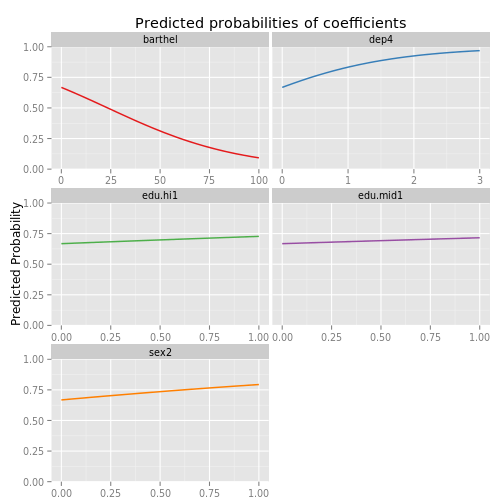 Predicted probabilities of coefficients
barthel dep4
1.00
0.75
0.50
0.25
0.00
0 25 50 75 100 0 1 2 3
edu.hi1 edu.mid1
Predicted Probability
1.00
0.75
0.50
0.25
0.00
0.00 0.25 0.50 0.75 1.00 0.00 0.25 0.50 0.75 1.00
sex2
1.00
0.75
0.50
0.25
0.00
0.00 0.25 0.50 0.75 1.00